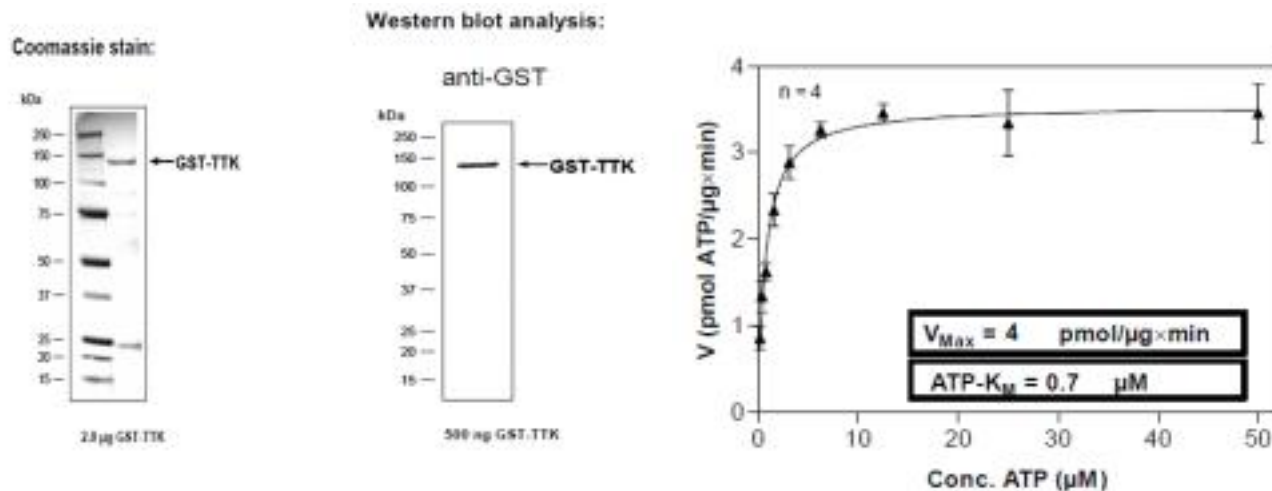 Coomassie stain:
kDa
250
150
100
75
50
37
25
20
15
GST-TTK
2.0 µg GST-TTK
Western blot analysis:
anti-GST
kDa
250
150
100
75
50
37
25
20
15
GST-TTK
500 ng GST-TTK
V (pmol ATP/µg×min)
4
3
2
1
0
n = 4
VMax = 4 pmol/µg×min
ATP-KM = 0.7 µM
0 10 20 30 40 50
Conc. ATP (µM)